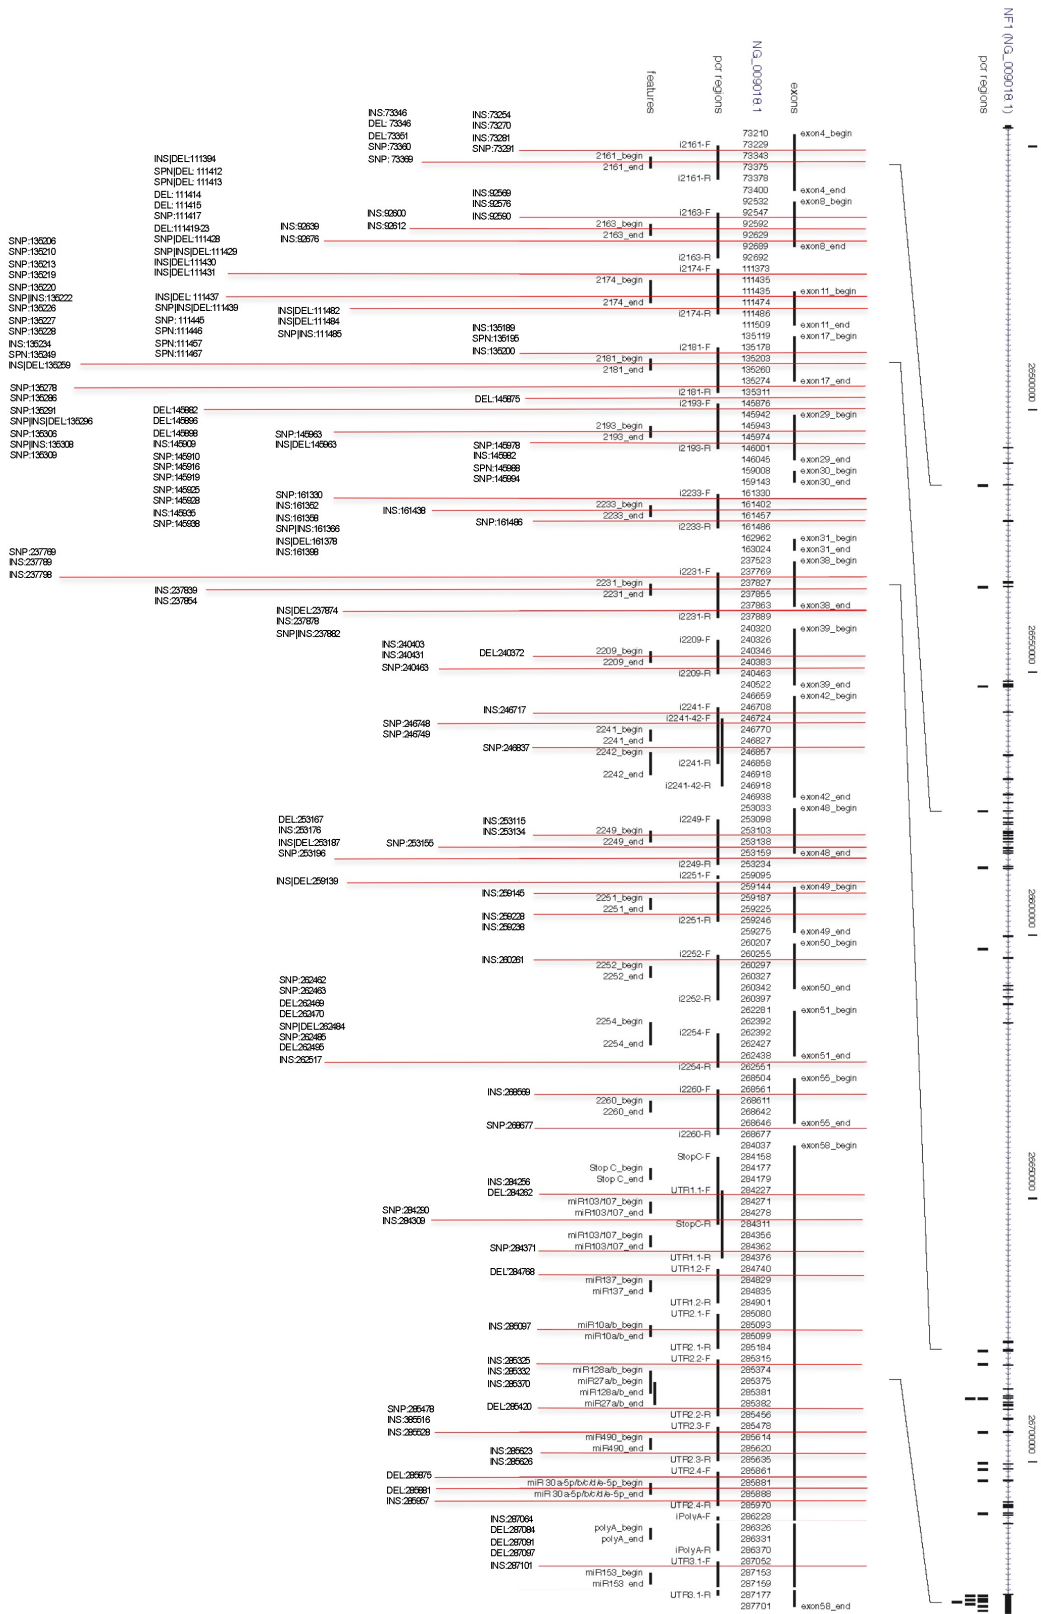 NF1 (NG_009018.1)
pcr regions
26500000
26550000
26600000
26650000
26700000
exons
NG_009018.1
pcr regions
features
exon4_begin
exon4_end
exon8_begin
exon8_end
exon11_begin
exon11_end
exon17_begin
exon17_end
exon29_begin
exon29_end
exon30_begin
exon30_end
exon31_begin
exon31_end
exon38_begin
exon38_end
exon39_begin
exon39_end
exon42_begin
exon42_end
exon48_begin
exon48_end
exon49_begin
exon49_end
exon50_begin
exon50_end
exon51_begin
exon51_end
exon55_begin
exon55_end
exon58_begin
exon58_end
73210
73229
73343
73375
73378
73400
92532
92547
92592
92629
92689
92692
111373
111435
111435
111474
111486
111509
135119
135178
135203
135260
135274
135311
145876
145942
145943
145974
146001
146045
159008
159143
161330
161402
161457
161486
162962
163024
237523
237769
237827
237855
237863
237889
240320
240326
240346
240383
240463
240522
246659
246708
246724
246770
246827
246857
246858
246918
246918
246938
253033
253098
253103
253138
253159
253234
259095
259144
259187
259225
259246
259275
260207
260255
260297
260327
260342
260397
262281
262392
262392
262427
262438
262551
268504
268561
268611
268642
268646
268677
284037
284158
284177
284179
284227
284271
284278
284311
284356
284362
284376
284740
284829
284835
284901
285080
285093
285099
285184
285315
285374
285375
285381
285382
285456
285478
285614
285620
285635
285861
285881
285888
285970
286228
286326
286331
286370
287052
287153
287159
287177
287701
i2161-F
i2161-R
i2163-F
i2163-R
i2174-F
i2174-R
i2181-F
i2181-R
i2193-F
i2193-R
i2233-F
i2233-R
i2231-F
i2231-R
i2209-F
i2209-R
i2241-F
i2241-42-F
i2241-R
i2241-42-R
i2249-F
i2249-R
i2251-F
i2251-R
i2252-F
i2252-R
i2254-F
i2254-R
i2260-F
i2260-R
StopC-F
UTR1.1-F
StopC-R
UTR1.1-R
UTR1.2-F
UTR1.2-R
UTR2.1-F
UTR2.1-R
UTR2.2-F
UTR2.2-R
UTR2.3-F
UTR2.3-R
UTR2.4-F
UTR2.4-R
iPolyA-F
iPolyA-R
UTR3.1-F
UTR3.1-R
2161_begin
2161_end
2163_begin
2163_end
2174_begin
2174_end
2181_begin
2181_end
2193_begin
2193_end
2233_begin
2233_end
2231_begin
2231_end
2209_begin
2209_end
2241_begin
2241_end
2242_begin
2242_end
2249_begin
2249_end
2251_begin
2251_end
2252_begin
2252_end
2254_begin
2254_end
2260_begin
2260_end
Stop C_begin
Stop C_end
miR103/107_begin
miR103/107_end
miR103/107_begin
miR103/107_end
miR137_begin
miR137_end
miR10a/b_begin
miR10a/b_end
miR128a/b_begin
miR27a/b_begin
miR128a/b_end
miR27a/b_end
miR490_begin
miR490_end
miR30a-5p/b/c/d/e-5p_begin
miR30a-5p/b/c/d/e-5p_end
polyA_begin
polyA_end
miR153_begin
miR153_end
INS:73254
INS:73270
INS:73281
SNP:73291
INS:92569
INS:92576
INS:92590
INS:135189
SPN:135195
INS:135200
DEL:145875
SNP:145978
INS:145982
SPN:145988
SNP:145994
SNP:161486
DEL:240372
INS:246717
SNP:246837
INS:253115
INS:253134
INS:259145
INS:259228
INS:259238
INS:260261
INS:268569
SNP:268677
INS:284256
DEL:284262
SNP:284371
DEL:284768
INS:285097
INS:285325
INS:285332
INS:285370
DEL:285420
INS:285623
INS:285626
INS:287064
DEL:287084
DEL:287091
DEL:287097
INS:287101
INS:73346
DEL: 73346
DEL:73351
SNP:73360
SNP: 73369
INS:92600
INS:92612
INS:161438
INS:240403
INS:240431
SNP:240463
SNP:246748
SNP:246749
SNP:253155
SNP:284290
INS:284309
SNP:285478
INS:385516
INS:285528
DEL:285875
DEL:285881
INS:285957
INS:92639
INS:92676
INS|DEL:111482
INS|DEL:111484
SNP|INS:111485
SNP:145963
INS|DEL:145963
SNP:161330
INS:161352
INS:161358
SNP|INS:161366
INS|DEL:161378
INS:161398
INS|DEL:237874
INS:237878
SNP|INS:237882
DEL:253167
INS:253176
INS|DEL:253187
SNP:253196
INS|DEL:259139
SNP:262462
SNP:262463
DEL:262469
DEL:262470
SNP|DEL:262484
SNP:262485
DEL:262495
INS:262517
INS|DEL:111394
SPN|DEL: 111412
SPN|DEL: 111413
DEL: 111414
DEL: 111415
SNP:111417
DEL:111419-23
SNP|DEL:111428
SNP|INS|DEL:111429
INS|DEL:111430
INS|DEL:111431
INS|DEL:111437
SNP|INS|DEL:111439
SNP: 111445
SPN:111446
SPN:111457
SPN:111467
DEL:145882
DEL:145896
DEL:145898
INS:145909
SNP:145910
SNP:145916
SNP:145919
SNP:145925
SNP:145928
INS:145935
SNP:145938
INS:237839
INS:237854
SNP:135206
SNP:135210
SNP:135213
SNP:135219
SNP:135220
SNP|INS:135222
SNP:135226
SNP:135227
SNP:135228
INS:135234
SPN:135249
INS|DEL:135259
SNP:135278
SNP:135286
SNP:135291
SNP|INS|DEL:135296
SNP:135306
SNP|INS:135308
SNP:135309
SNP:237769
INS:237789
INS:237798